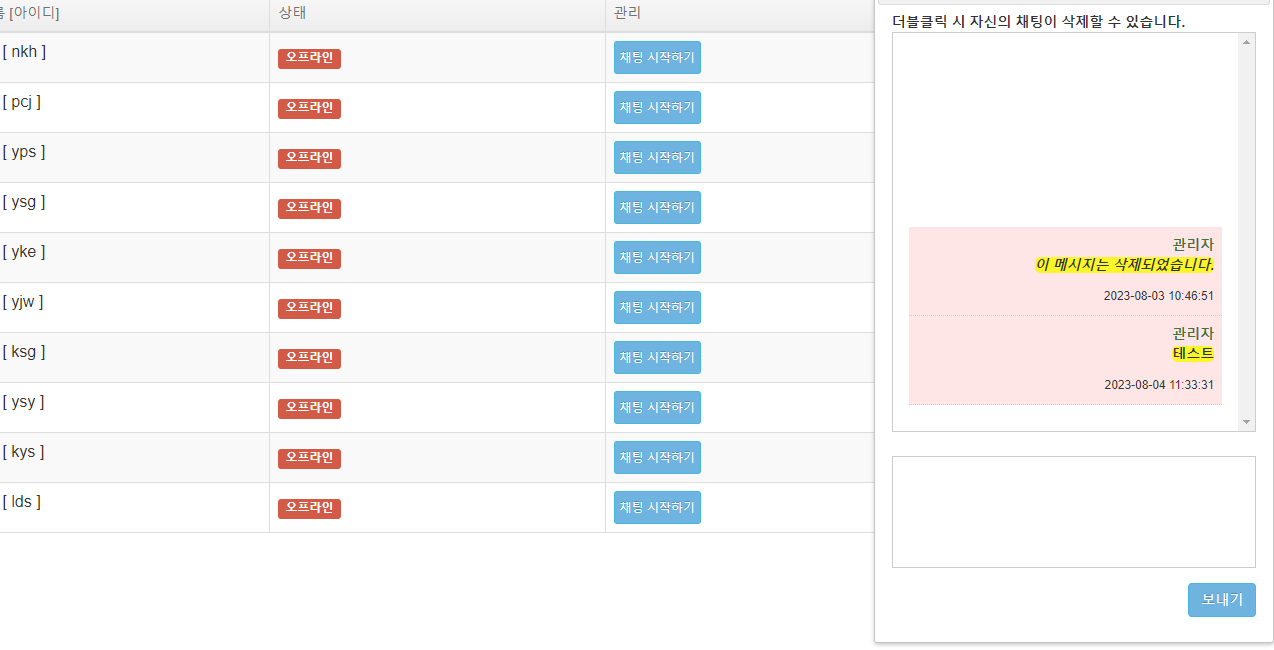 [아이디] 상태 관리
[ nkh ] 오프라인 채팅 시작하기
[ pcj ] 오프라인 채팅 시작하기
[ yps ] 오프라인 채팅 시작하기
[ ysg ] 오프라인 채팅 시작하기
[ yke ] 오프라인 채팅 시작하기
[ yjw ] 오프라인 채팅 시작하기
[ ksg ] 오프라인 채팅 시작하기
[ ysy ] 오프라인 채팅 시작하기
[ kys ] 오프라인 채팅 시작하기
[ lds ] 오프라인 채팅 시작하기
더블클릭 시 자신의 채팅이 삭제할 수 있습니다.
관리자
이 메시지는 삭제되었습니다.
2023-08-03 10:46:51
관리자
테스트
2023-08-04 11:33:31
보내기